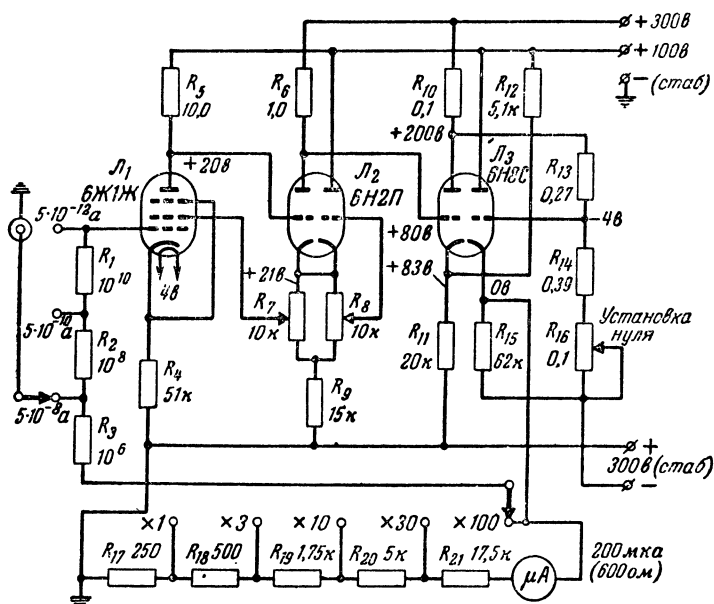 + 300в
+ 100в
− (стаб)
R5
10,0
R6
1,0
R10
0,1
R12
5,1к
+200в
Л1
6Ж1Ж
+20в
Л2
6Н2П
Л3
6Н8С
R13
0,27
5·10⁻¹²а
4в
+80в
−4в
R1
10¹⁰
+21в
+83в
0в
R14
0,39
5·10⁻¹⁰а
R7
10к
R8
10к
R11
20к
R15
62к
R16
0,1
Установка
нуля
R2
10⁸
R4
51к
R9
15к
5·10⁻⁸а
R3
10⁶
+
300в (стаб)
−
×1
×3
×10
×30
×100
R17 250
R18 500
R19 1,75к
R20 5к
R21 17,5к
μА
200мка
(600ом)